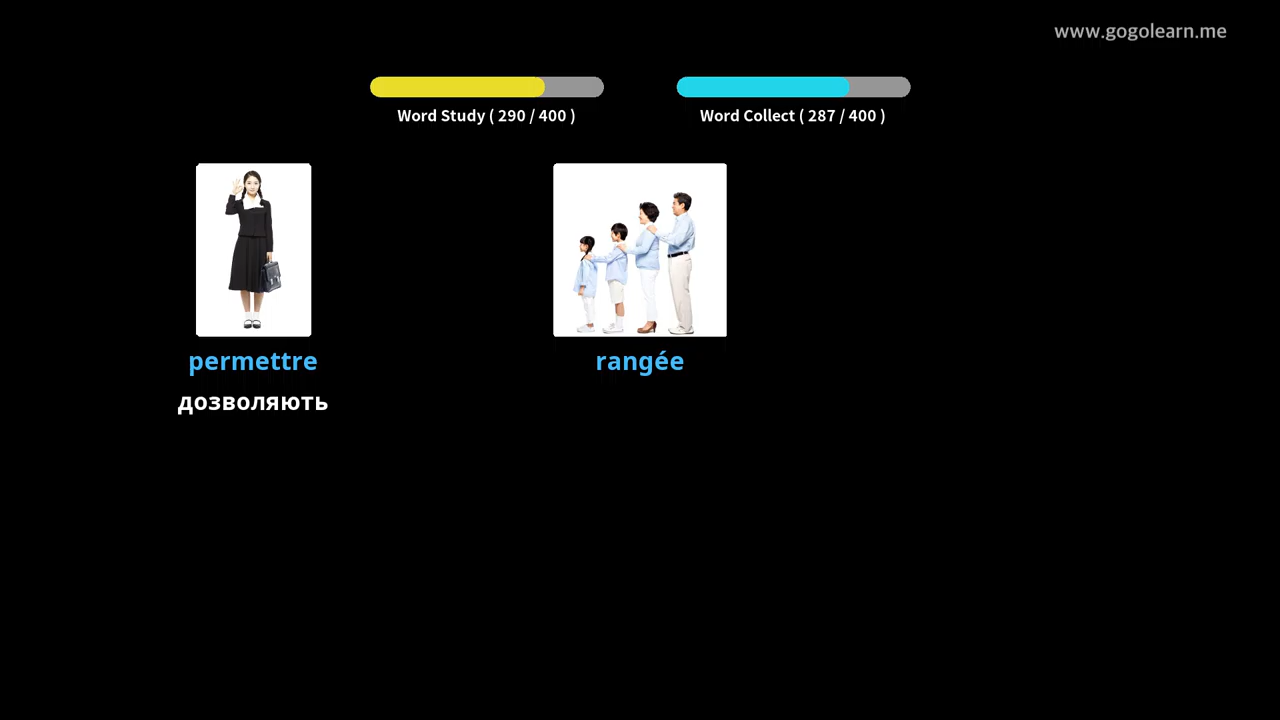 www.gogolearn.me
Word Study ( 290 / 400 )
Word Collect ( 287 / 400 )
permettre
дозволяють
rangée